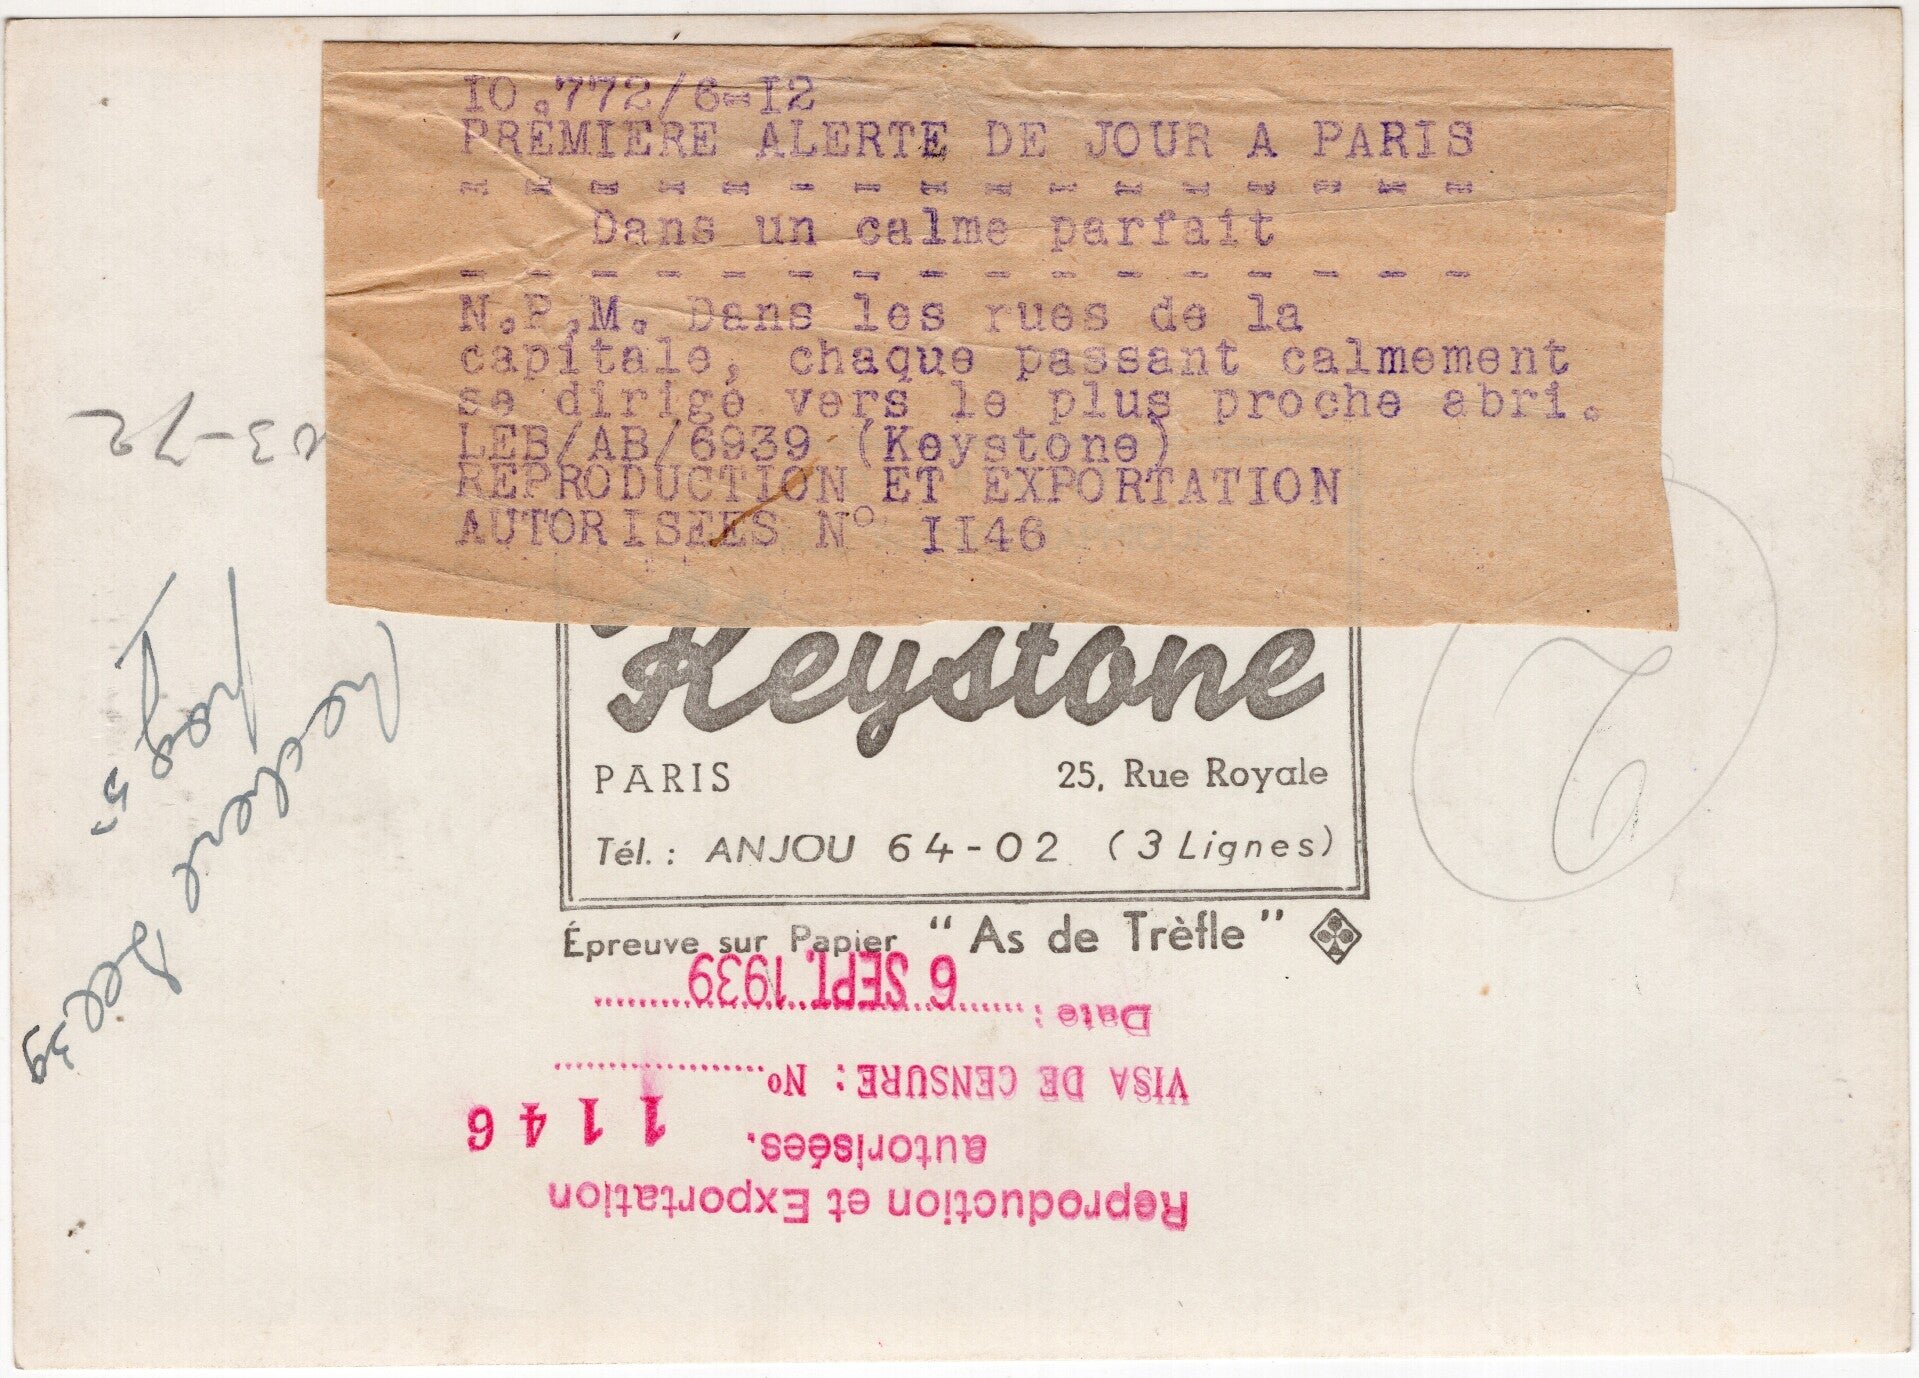 IO.772/6-I2
PREMIERE ALERTE DE JOUR A PARIS
= = = = = = = = = = = = = = = =
Dans un calme parfait
- - - - - - - - - - - - - - - -
N.P.M. Dans les rues de la
capitale, chaque passant calmement
se dirige vers le plus proche abri.
LEB/AB/6939 (Keystone)
REPRODUCTION ET EXPORTATION
AUTORISEES N° II46
Keystone
PARIS 25, Rue Royale
Tél.: ANJOU 64-02 (3 Lignes)
Épreuve sur Papier "As de Trèfle"
Reproduction et Exportation
autorisées. 1146
VISA DE CENSURE: N°
Date: 6 SEPT. 1939